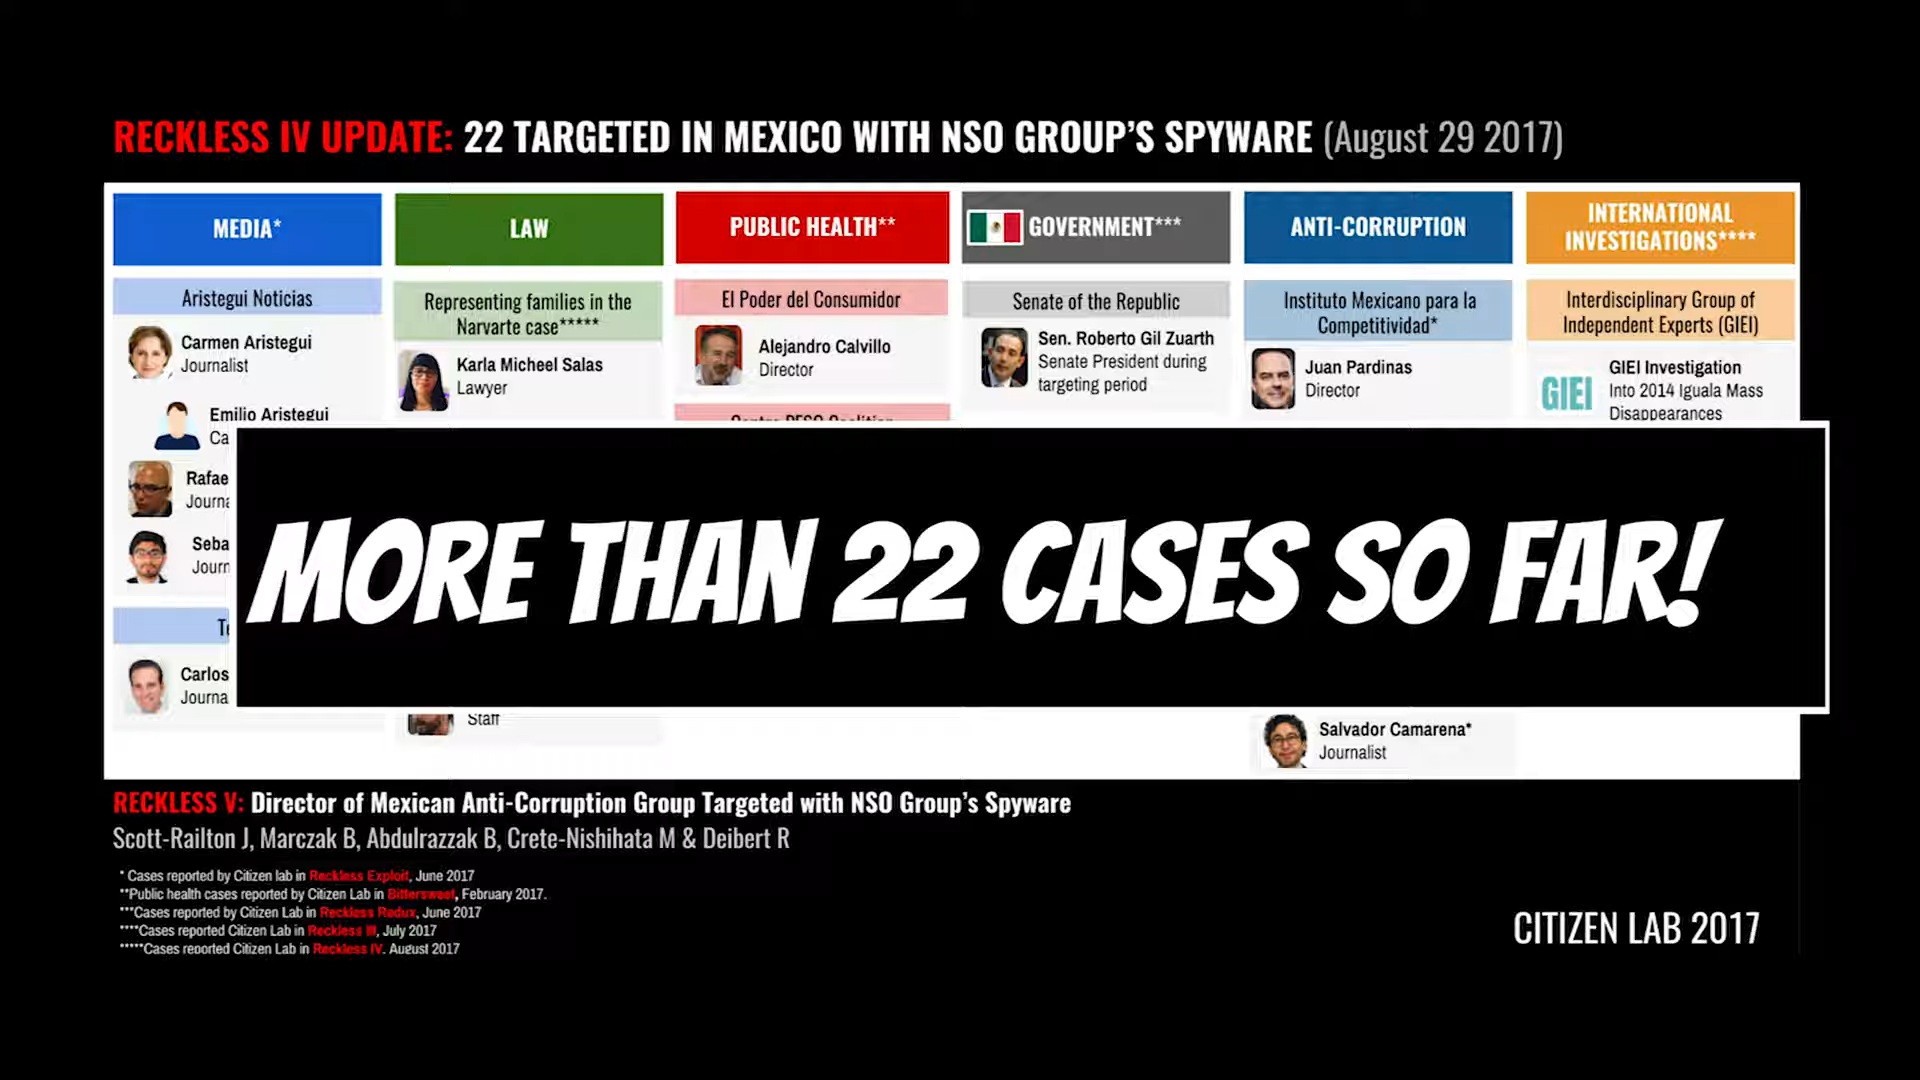 RECKLESS IV UPDATE: 22 TARGETED IN MEXICO WITH NSO GROUP'S SPYWARE (August 29 2017)
MEDIA*
Aristegui Noticias
Carmen Aristegui
Journalist
Emilio Aristegui
Ca
Rafae
Journa
Seba
Journ
Carlos
Journa
LAW
Representing families in the
Narvarte case*****
Karla Micheel Salas
Lawyer
Staff
PUBLIC HEALTH**
El Poder del Consumidor
Alejandro Calvillo
Director
GOVERNMENT***
Senate of the Republic
Sen. Roberto Gil Zuarth
Senate President during
targeting period
ANTI-CORRUPTION
Instituto Mexicano para la
Competitividad*
Juan Pardinas
Director
Salvador Camarena*
Journalist
INTERNATIONAL
INVESTIGATIONS****
Interdisciplinary Group of
Independent Experts (GIEI)
GIEI
GIEI Investigation
Into 2014 Iguala Mass
Disappearances
MORE THAN 22 CASES SO FAR!
RECKLESS V: Director of Mexican Anti-Corruption Group Targeted with NSO Group's Spyware
Scott-Railton J, Marczak B, Abdulrazzak B, Crete-Nishihata M & Deibert R
* Cases reported by Citizen lab in Reckless Exploit, June 2017
**Public health cases reported by Citizen Lab in Bittersweet, February 2017.
***Cases reported by Citizen Lab in Reckless Redux, June 2017
****Cases reported Citizen Lab in Reckless III, July 2017
*****Cases reported Citizen Lab in Reckless IV. August 2017
CITIZEN LAB 2017